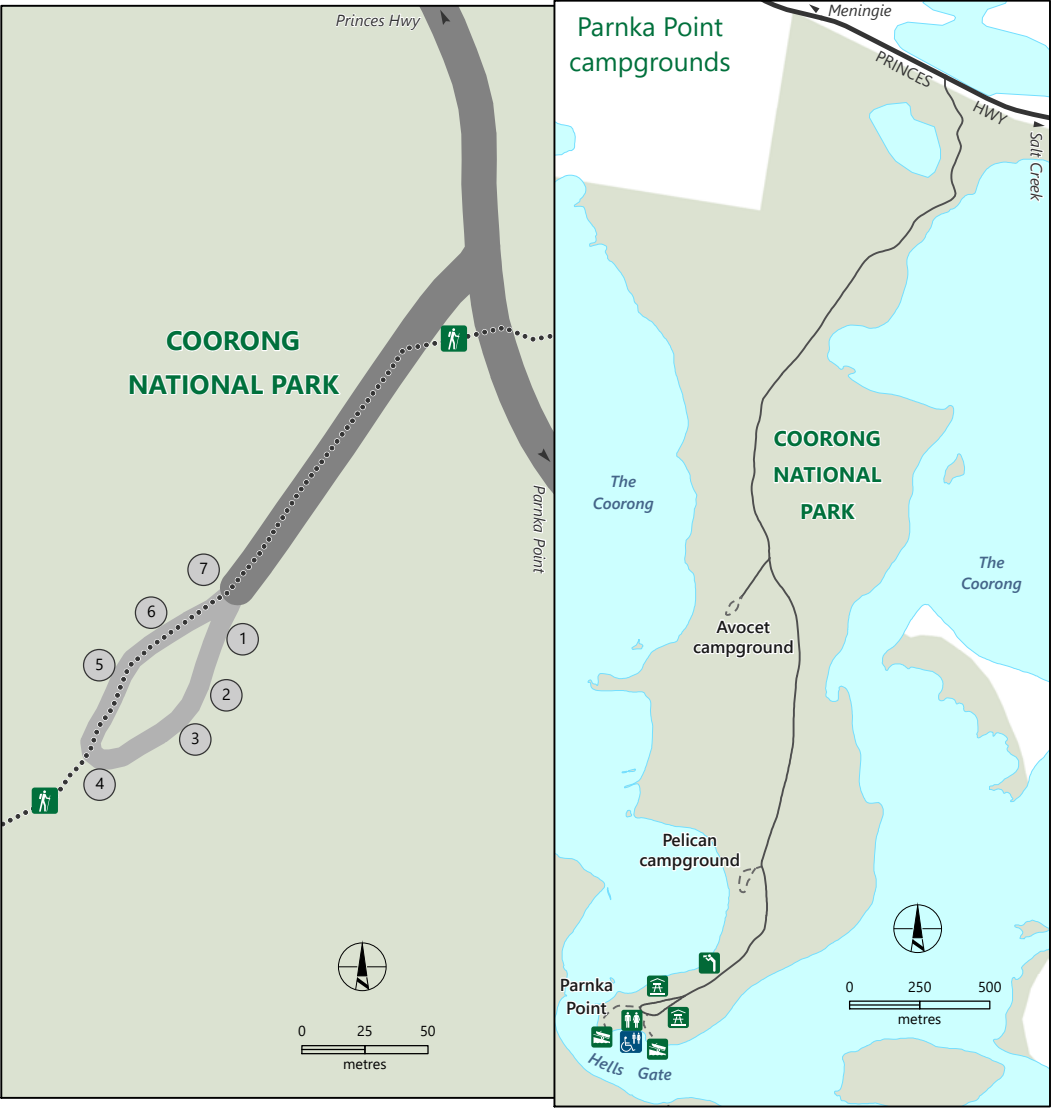 Princes Hwy
COORONG
NATIONAL PARK
Parnka Point
7
6
1
5
2
3
4
0 25 50
metres
Parnka Point
campgrounds
Meningie
PRINCES
HWY
Salt Creek
COORONG
NATIONAL
PARK
The
Coorong
The
Coorong
Avocet
campground
Pelican
campground
Parnka
Point
Hells Gate
0 250 500
metres